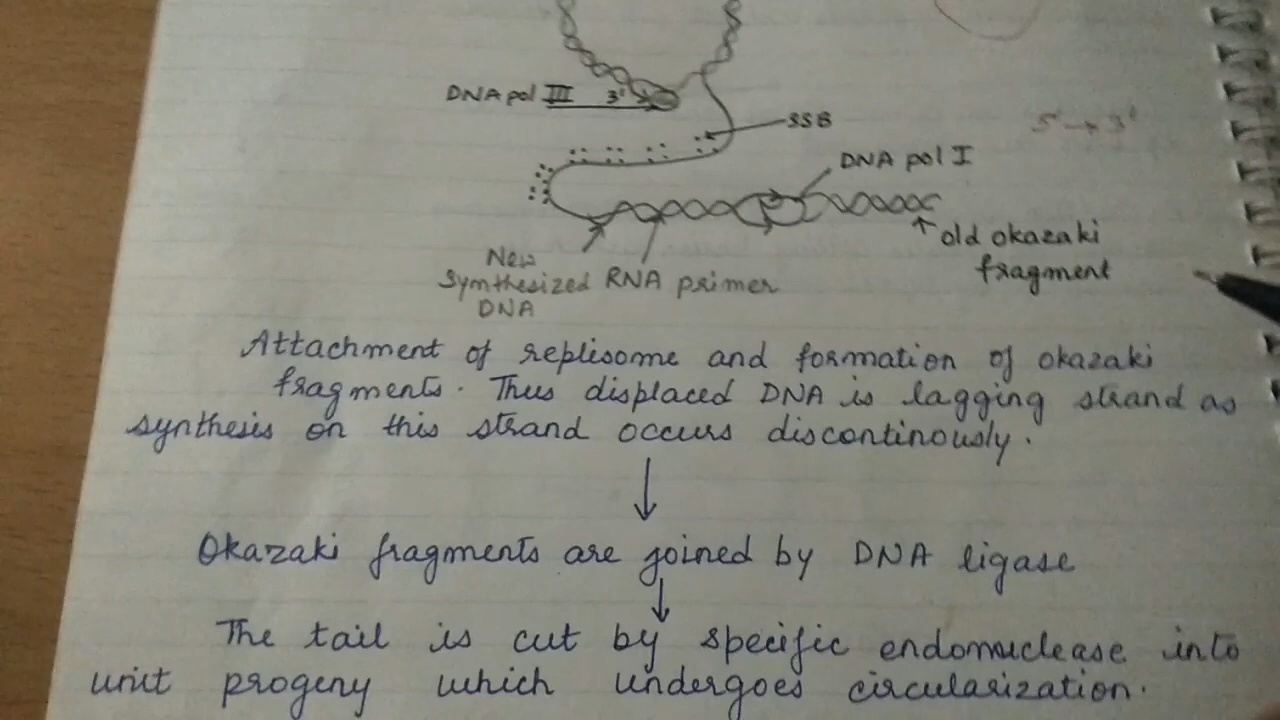 DNA pol III 3'
SSB
5' → 3'
DNA pol I
old okazaki
fragment
New
Synthesized
DNA
RNA primer
Attachment of replisome and formation of okazaki
fragments. Thus displaced DNA is lagging strand as
synthesis on this strand occurs discontinously.
↓
Okazaki fragments are joined by DNA ligase
↓
The tail is cut by specific endonuclease into
unit progeny which undergoes circularization.